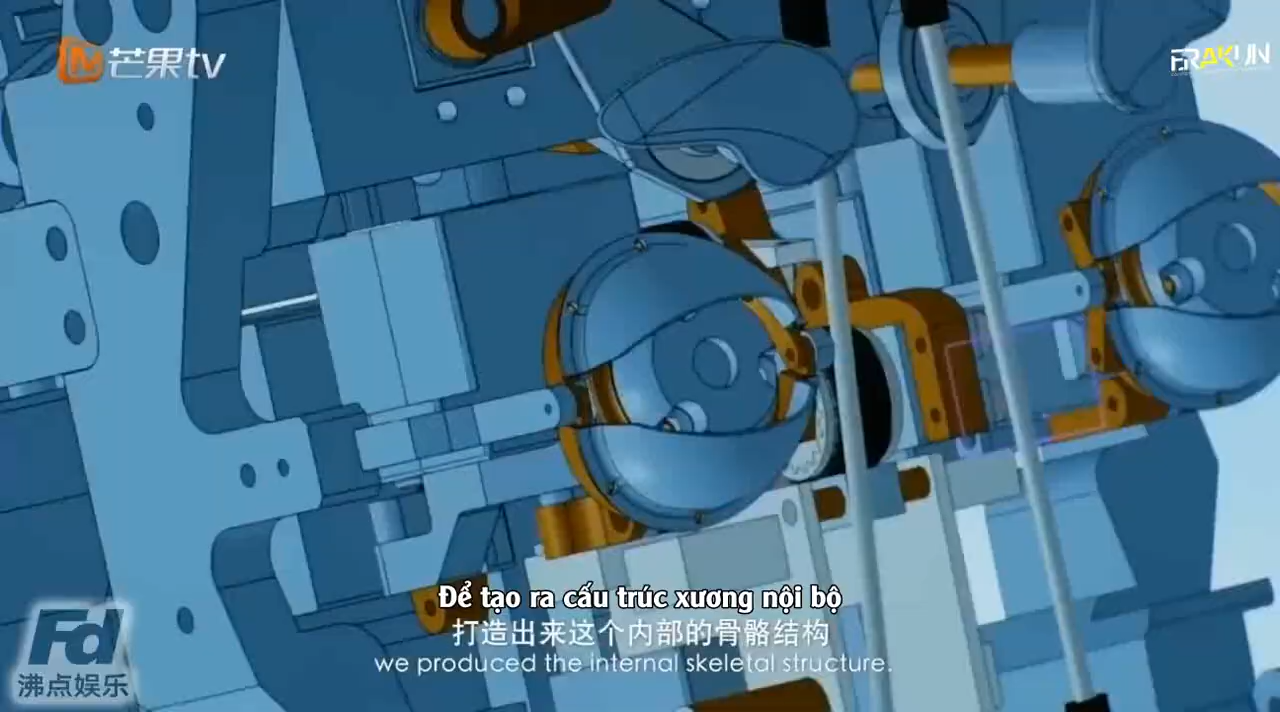 芒果tv
FRAKUN
Để tạo ra cấu trúc xương nội bộ
打造出来这个内部的骨骼结构
we produced the internal skeletal structure.
Fd
沸点娱乐